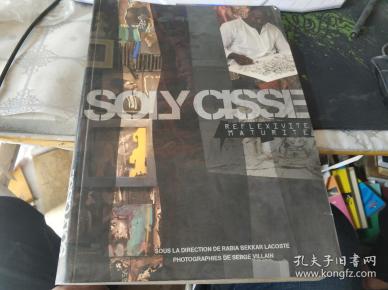 SOLY CISSE
REFLEXIVITE
MATURITE
SOUS LA DIRECTION DE RABIA BEKKAR LACOSTE
PHOTOGRAPHIES DE SERGE VILLAIN
孔夫子旧书网
www.kongfz.com